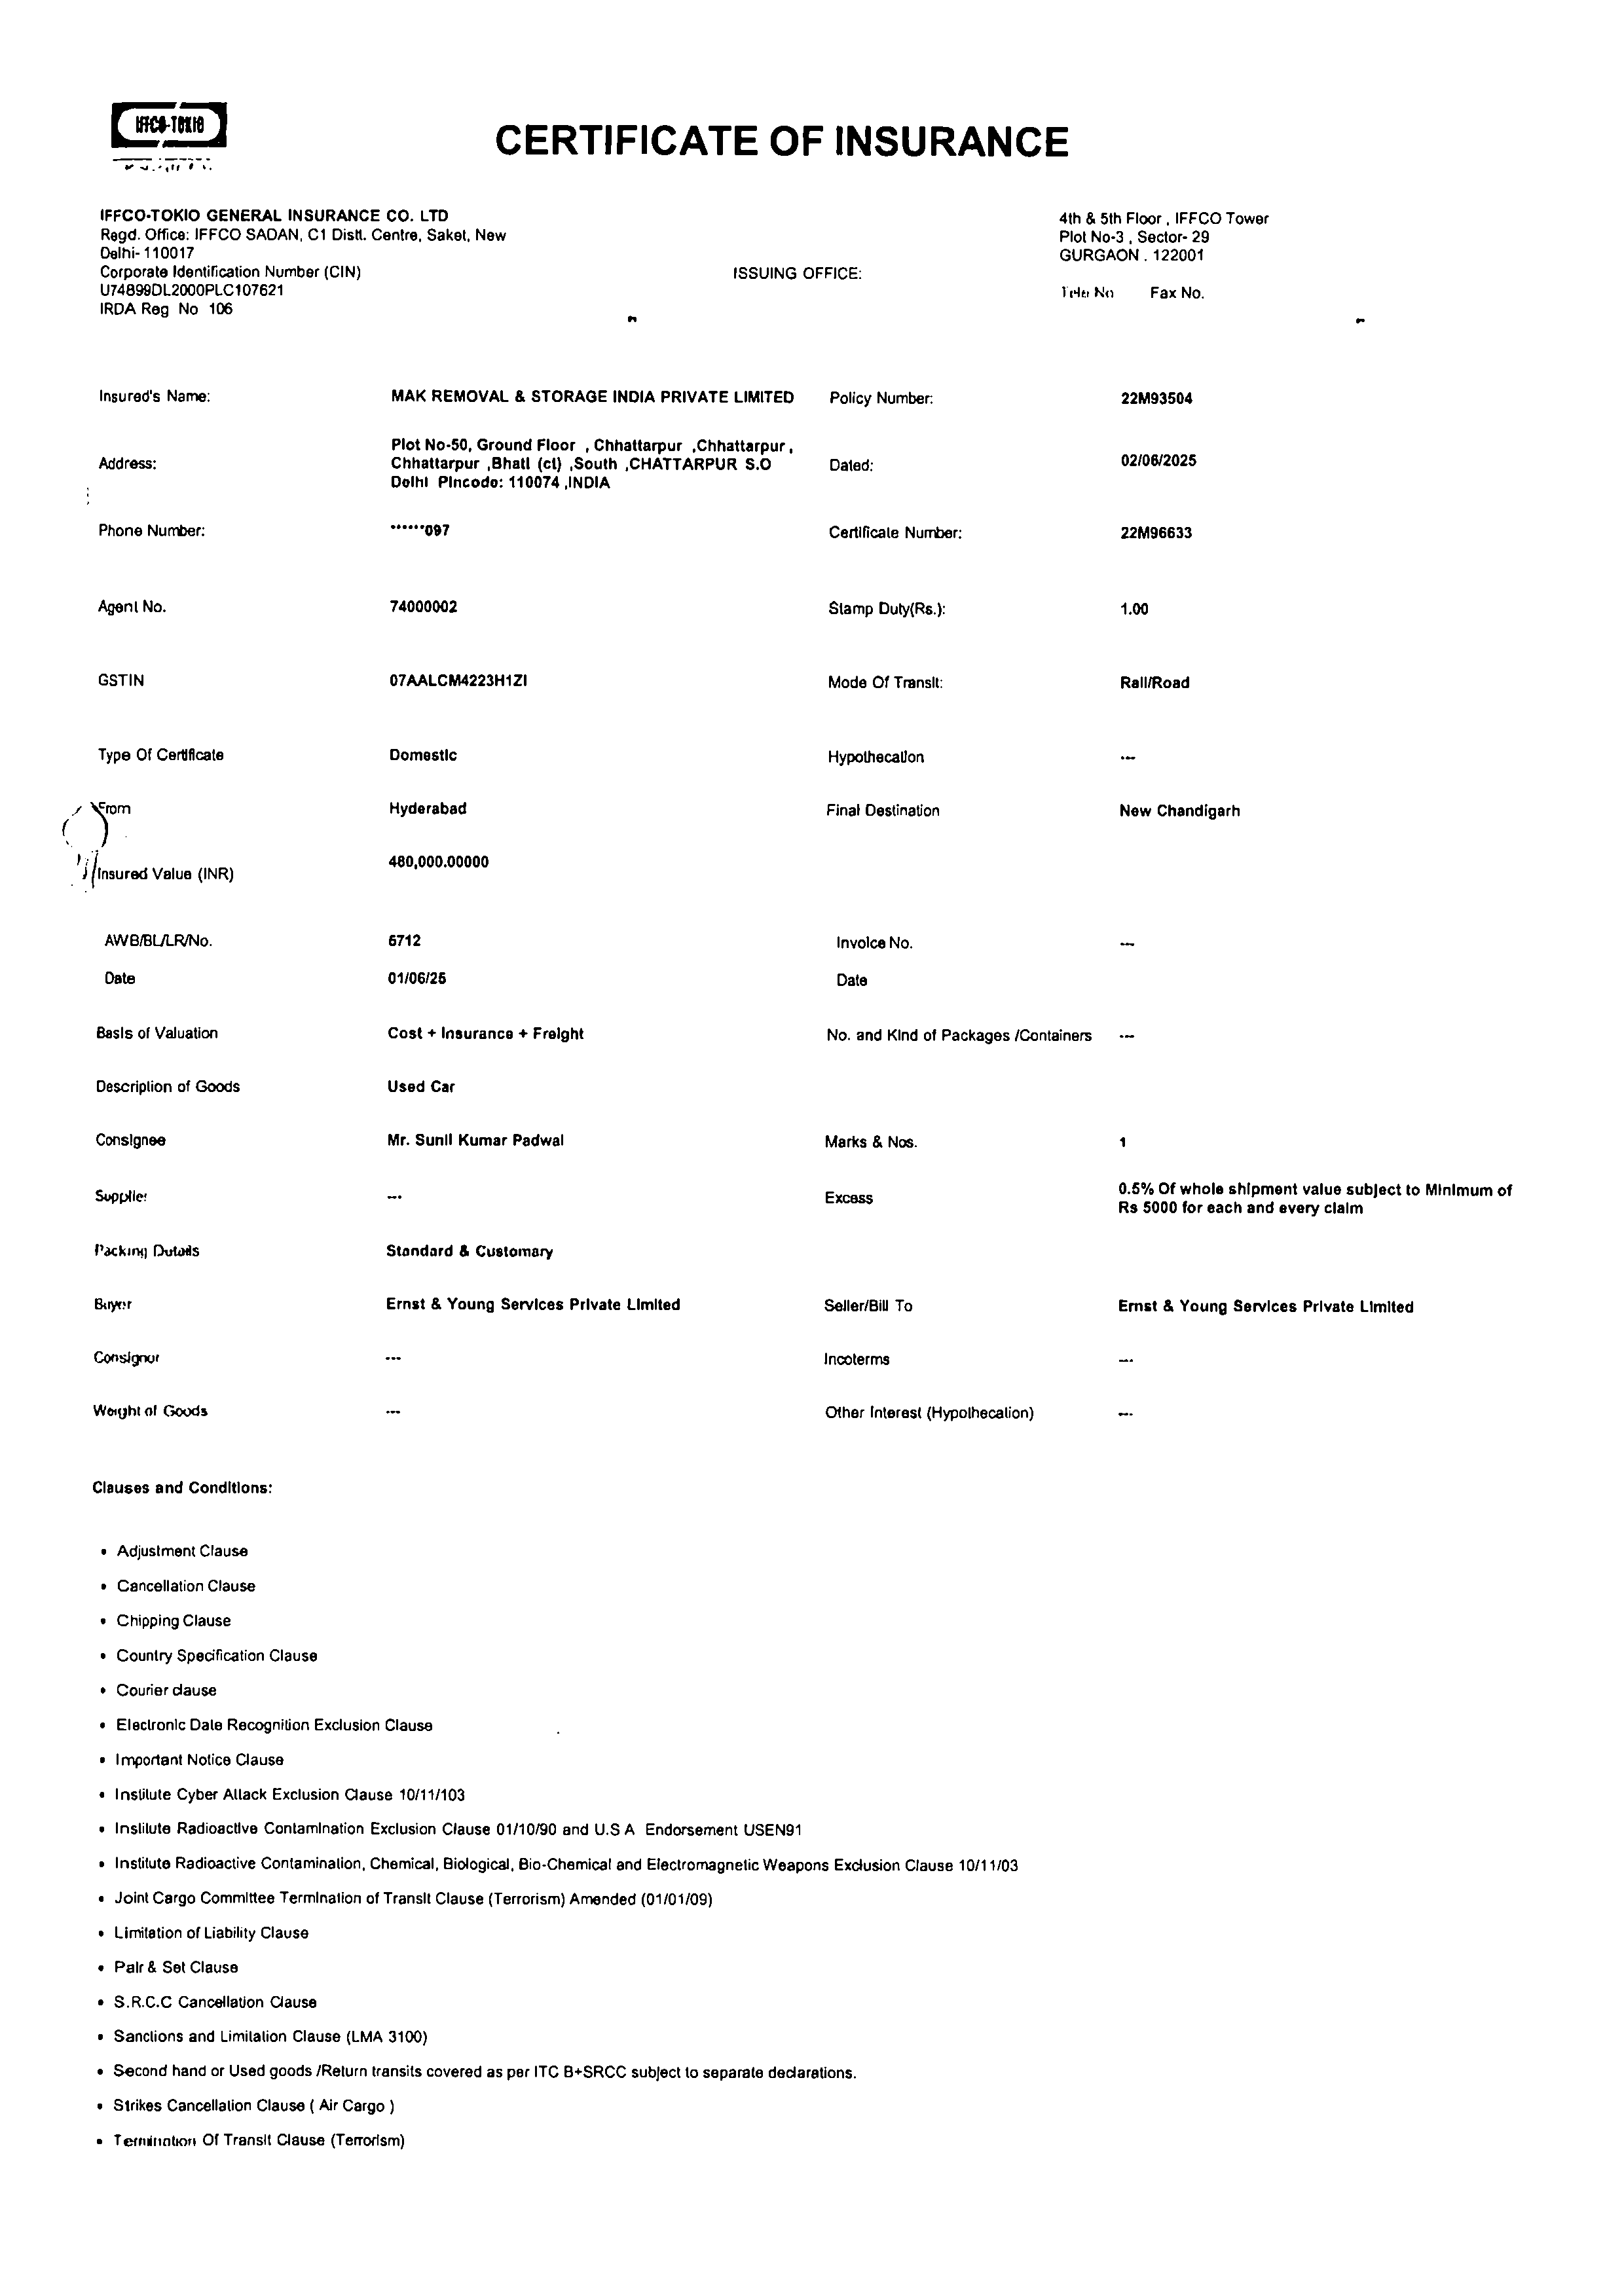 IFFCO-TOKIO
CERTIFICATE OF INSURANCE
IFFCO-TOKIO GENERAL INSURANCE CO. LTD
Regd. Office: IFFCO SADAN, C1 Distt. Centre, Saket, New
Delhi- 110017
Corporate Identification Number (CIN)
U74899DL2000PLC107621
IRDA Reg No 106
ISSUING OFFICE:
4th & 5th Floor , IFFCO Tower
Plot No-3 , Sector- 29
GURGAON . 122001
Tele No Fax No.
Insured's Name: MAK REMOVAL & STORAGE INDIA PRIVATE LIMITED Policy Number: 22M93504
Address: Plot No-50, Ground Floor , Chhattarpur ,Chhattarpur ,
Chhattarpur ,Bhati (ct) ,South ,CHATTARPUR S.O
Delhi Pincode: 110074 ,INDIA
Dated: 02/06/2025
Phone Number: ******097 Certificate Number: 22M96633
Agent No. 74000002 Stamp Duty(Rs.): 1.00
GSTIN 07AALCM4223H1ZI Mode Of Transit: Rail/Road
Type Of Certificate Domestic Hypothecation ---
From Hyderabad Final Destination New Chandigarh
Insured Value (INR) 480,000.00000
AWB/BL/LR/No. 6712 Invoice No. ---
Date 01/06/25 Date
Basis of Valuation Cost + Insurance + Freight No. and Kind of Packages /Containers ---
Description of Goods Used Car
Consignee Mr. Sunil Kumar Padwal Marks & Nos. 1
Supplier --- Excess 0.5% Of whole shipment value subject to Minimum of
Rs 5000 for each and every claim
Packing Details Standard & Customary
Buyer Ernst & Young Services Private Limited Seller/Bill To Ernst & Young Services Private Limited
Consignor --- Incoterms ---
Weight of Goods --- Other Interest (Hypothecation) ---
Clauses and Conditions:
• Adjustment Clause
• Cancellation Clause
• Chipping Clause
• Country Specification Clause
• Courier clause
• Electronic Date Recognition Exclusion Clause
• Important Notice Clause
• Institute Cyber Attack Exclusion Clause 10/11/103
• Institute Radioactive Contamination Exclusion Clause 01/10/90 and U.S A Endorsement USEN91
• Institute Radioactive Contamination, Chemical, Biological, Bio-Chemical and Electromagnetic Weapons Exclusion Clause 10/11/03
• Joint Cargo Committee Termination of Transit Clause (Terrorism) Amended (01/01/09)
• Limitation of Liability Clause
• Pair & Set Clause
• S.R.C.C Cancellation Clause
• Sanctions and Limitation Clause (LMA 3100)
• Second hand or Used goods /Return transits covered as per ITC B+SRCC subject to separate declarations.
• Strikes Cancellation Clause ( Air Cargo )
• Termination Of Transit Clause (Terrorism)